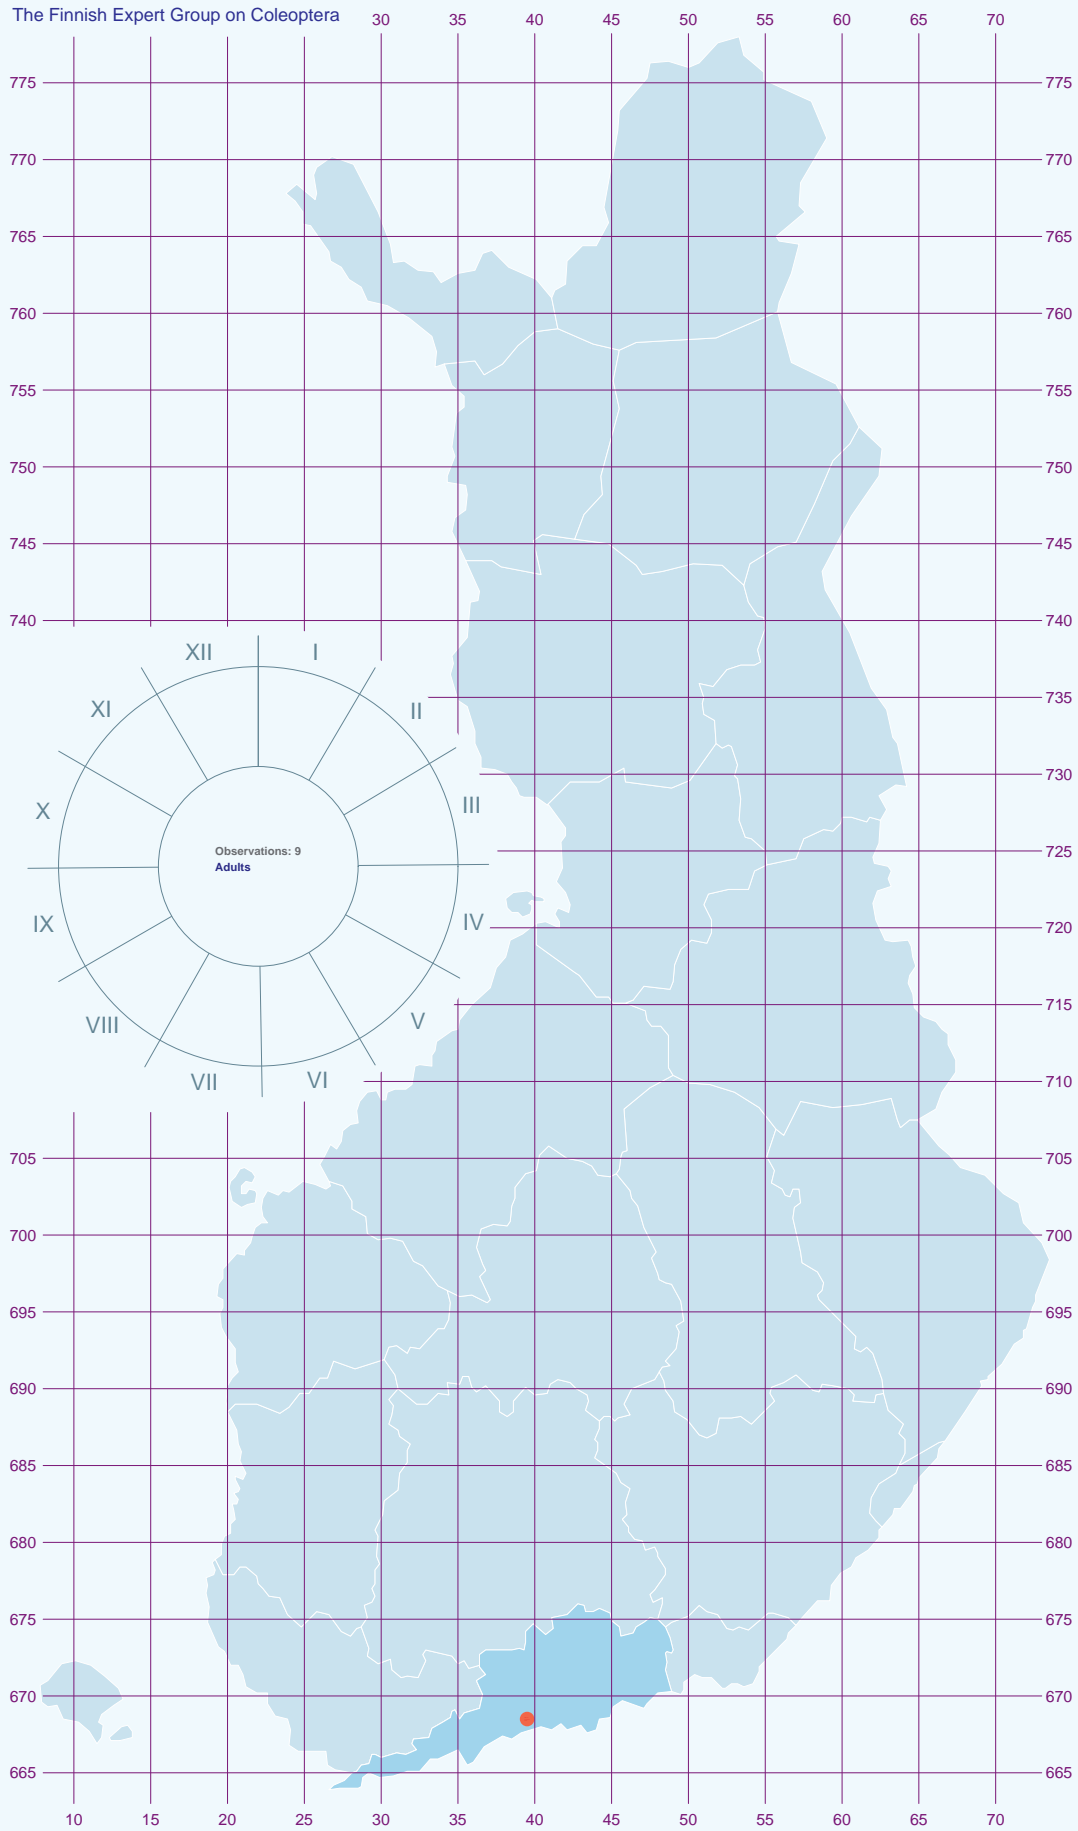 The Finnish Expert Group on Coleoptera
30 35 40 45 50 55 60 65 70
775 775
770 770
765 765
760 760
755 755
750 750
745 745
740 740
XII I
XI II
735
730
X III
725
Observations: 9
Adults
IX IV
720
715
VIII V
VII VI
710
705 705
700 700
695 695
690 690
685 685
680 680
675 675
670 670
665 665
10 15 20 25 30 35 40 45 50 55 60 65 70